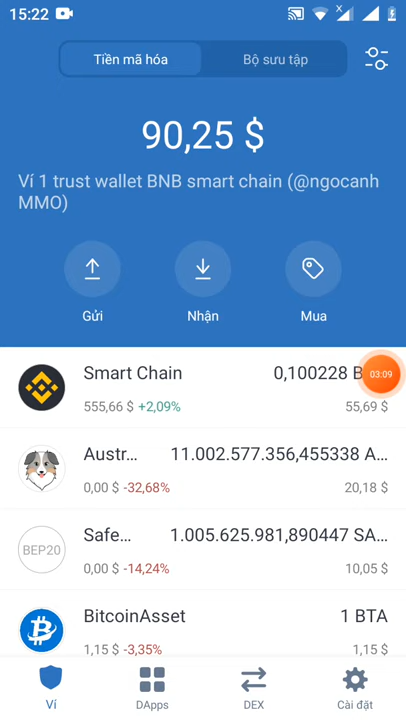 15:22
Tiền mã hóa
Bộ sưu tập
90,25 $
Ví 1 trust wallet BNB smart chain (@ngocanh
MMO)
Gửi
Nhận
Mua
Smart Chain
0,100228 B
03:09
555,66 $ +2,09%
55,69 $
Austr...
11.002.577.356,455338 A...
0,00 $ -32,68%
20,18 $
BEP20
Safe...
1.005.625.981,890447 SA...
0,00 $ -14,24%
10,05 $
BitcoinAsset
1 BTA
1,15 $ -3,35%
1,15 $
Ví
DApps
DEX
Cài đặt